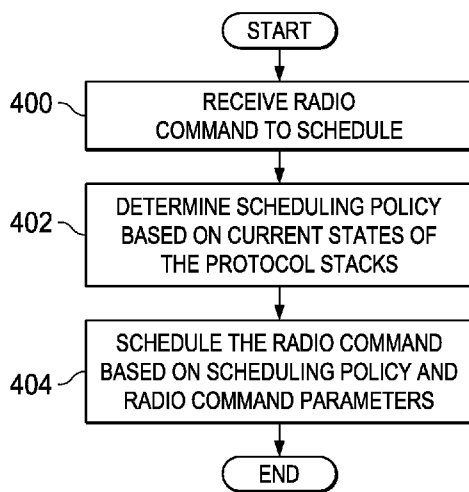 START
400
RECEIVE RADIO
COMMAND TO SCHEDULE
402
DETERMINE SCHEDULING POLICY
BASED ON CURRENT STATES OF
THE PROTOCOL STACKS
404
SCHEDULE THE RADIO COMMAND
BASED ON SCHEDULING POLICY AND
RADIO COMMAND PARAMETERS
END